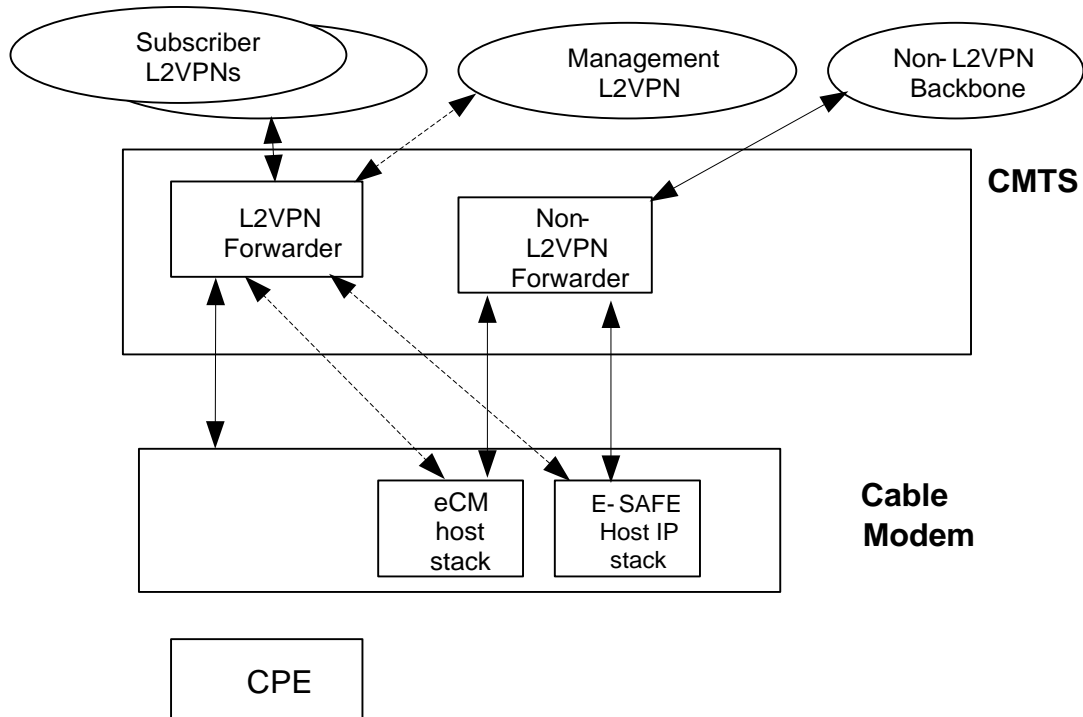 Subscriber
L2VPNs
Management
L2VPN
Non-L2VPN
Backbone
CMTS
L2VPN
Forwarder
Non-
L2VPN
Forwarder
eCM
host
stack
E-SAFE
Host IP
stack
Cable
Modem
CPE